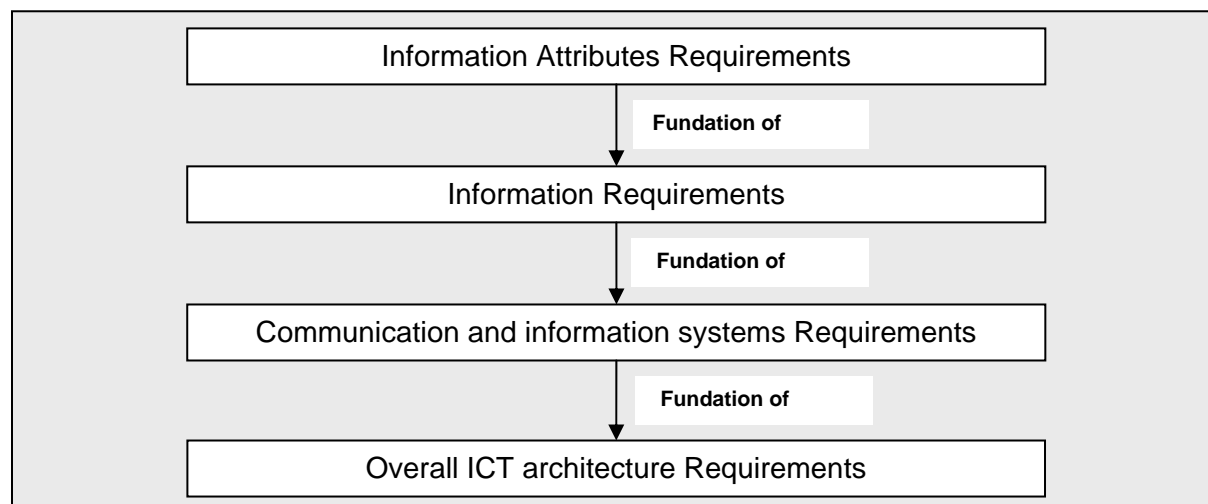 Information Attributes Requirements
Fundation of
Information Requirements
Fundation of
Communication and information systems Requirements
Fundation of
Overall ICT architecture Requirements